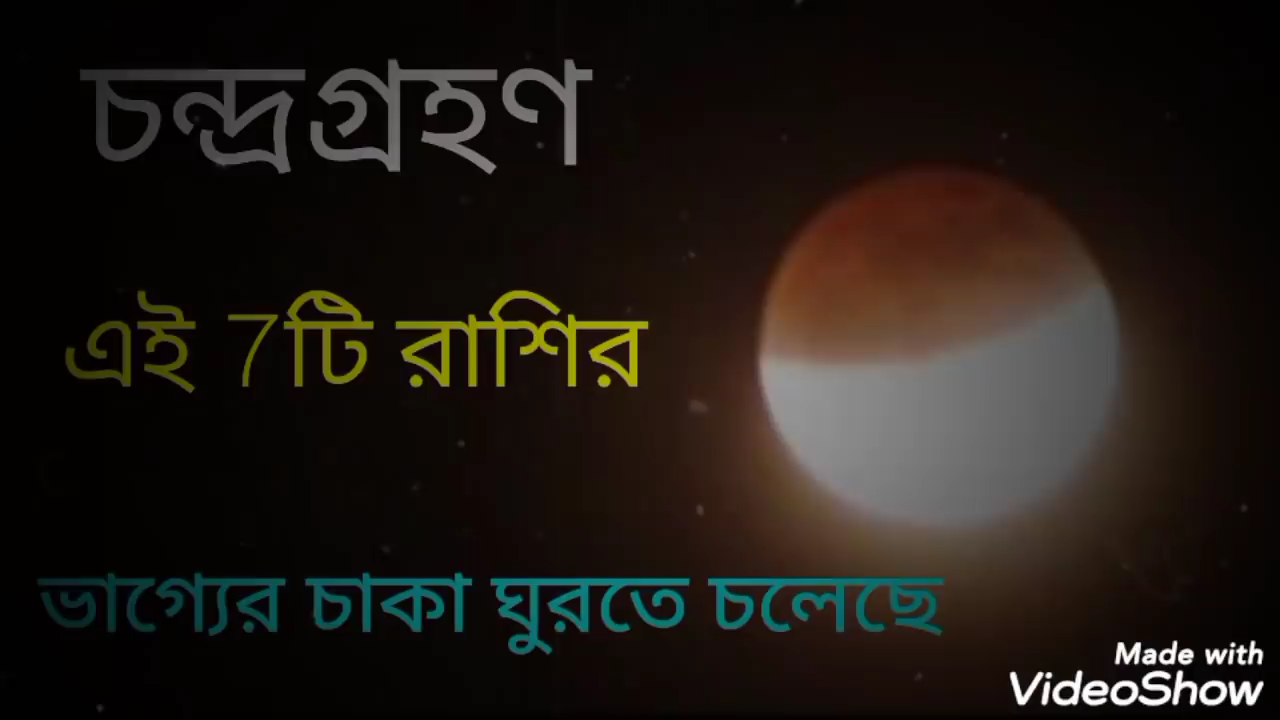 চন্দ্রগ্রহণ
এই 7টি রাশির
ভাগ্যের চাকা ঘুরতে চলেছে
Made with
VideoShow